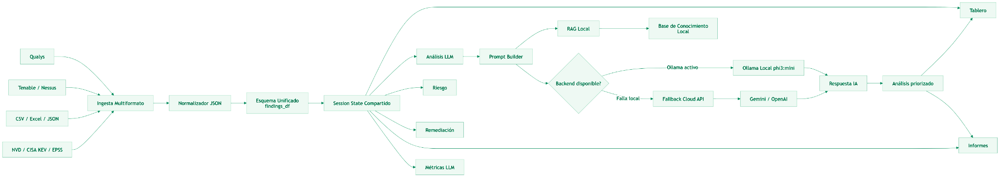 Qualys
Tenable / Nessus
CSV / Excel / JSON
NVD / CISA KEV / EPSS
Ingesta Multiformato
Normalizador JSON
Esquema Unificado
findings_df
Session State Compartido
Análisis LLM
Riesgo
Remediación
Métricas LLM
Prompt Builder
RAG Local
Base de Conocimiento
Local
Backend disponible?
Ollama activo
Falla local
Ollama Local phi3:mini
Fallback Cloud API
Gemini / OpenAI
Respuesta IA
Análisis priorizado
Tablero
Informes